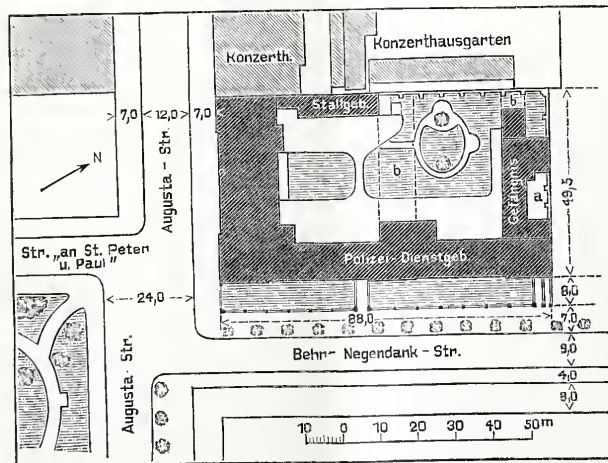 Konzerth.
Konzerthausgarten
7,0
12,0
7,0
Stallgeb.
b
N
Augusta-Str.
b
Gefängnis
a
49,5
Str. „an St. Peter
u. Paul"
Polizei-Dienstgeb.
24,0
8,0
88,0
7,0
Behr-Negendank-Str.
9,0
4,0
Augusta-Str.
8,0
10 0 10 20 30 40 50m